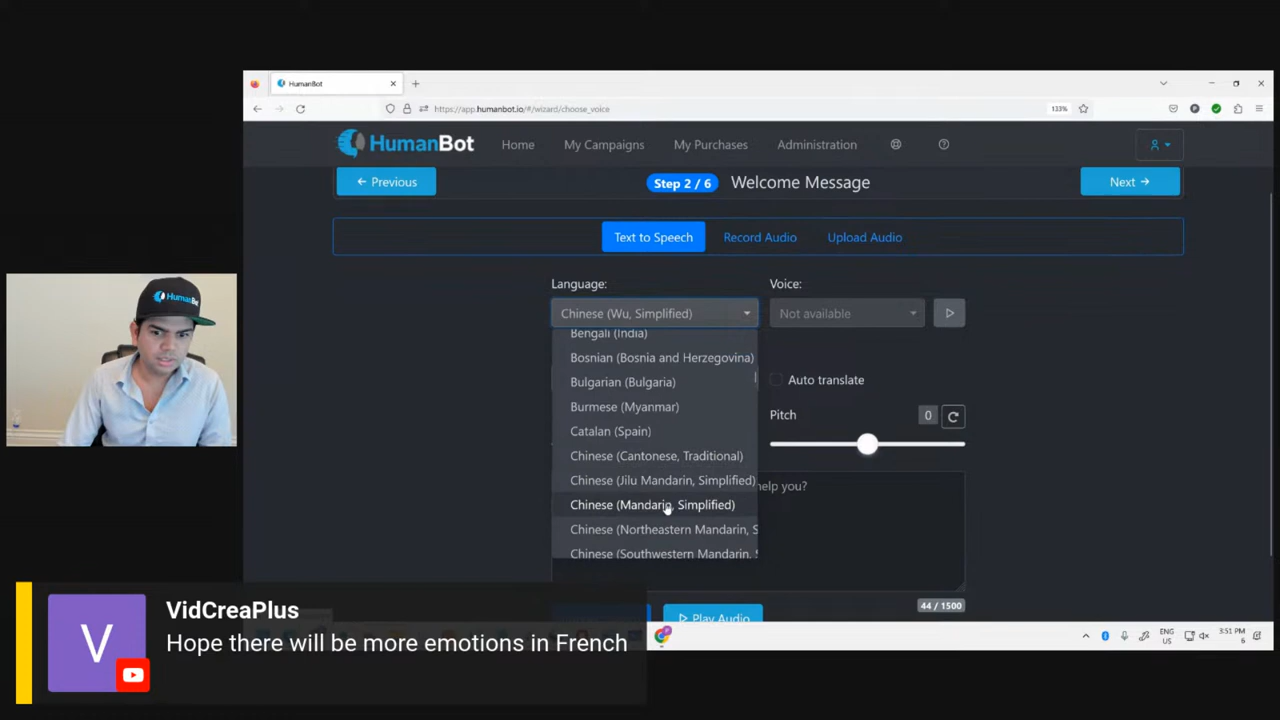 HumanBot
https://app.humanbot.io/#/wizard/choose_voice
133%
HumanBot
Home
My Campaigns
My Purchases
Administration
← Previous
Step 2 / 6
Welcome Message
Next →
Text to Speech
Record Audio
Upload Audio
Language:
Voice:
Chinese (Wu, Simplified)
Not available
Bengali (India)
Bosnian (Bosnia and Herzegovina)
Bulgarian (Bulgaria)
Burmese (Myanmar)
Catalan (Spain)
Chinese (Cantonese, Traditional)
Chinese (Jilu Mandarin, Simplified)
Chinese (Mandarin, Simplified)
Chinese (Northeastern Mandarin, S
Chinese (Southwestern Mandarin, S
Auto translate
Pitch
0
help you?
44 / 1500
Play Audio
HumanBot
V
VidCreaPlus
Hope there will be more emotions in French
ENG
US
3:51 PM
6